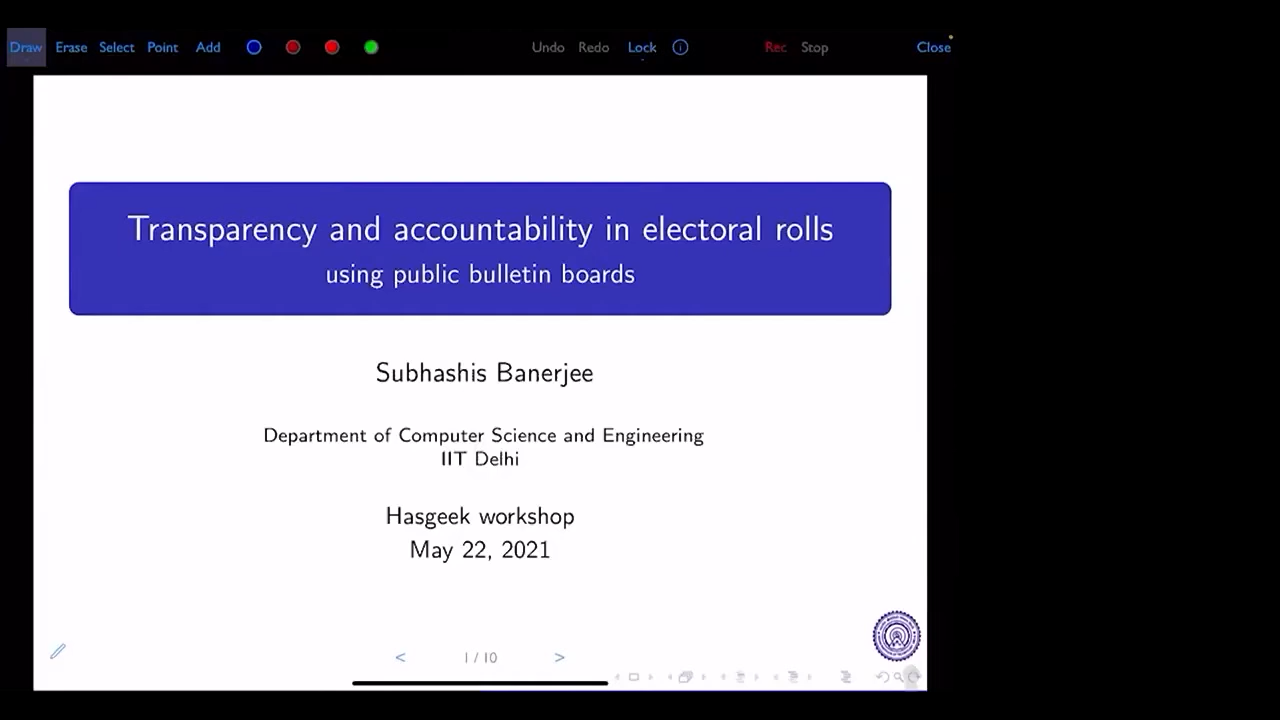 Draw Erase Select Point Add Undo Redo Lock Rec Stop Close
Transparency and accountability in electoral rolls
using public bulletin boards
Subhashis Banerjee
Department of Computer Science and Engineering
IIT Delhi
Hasgeek workshop
May 22, 2021
< 1 / 10 >